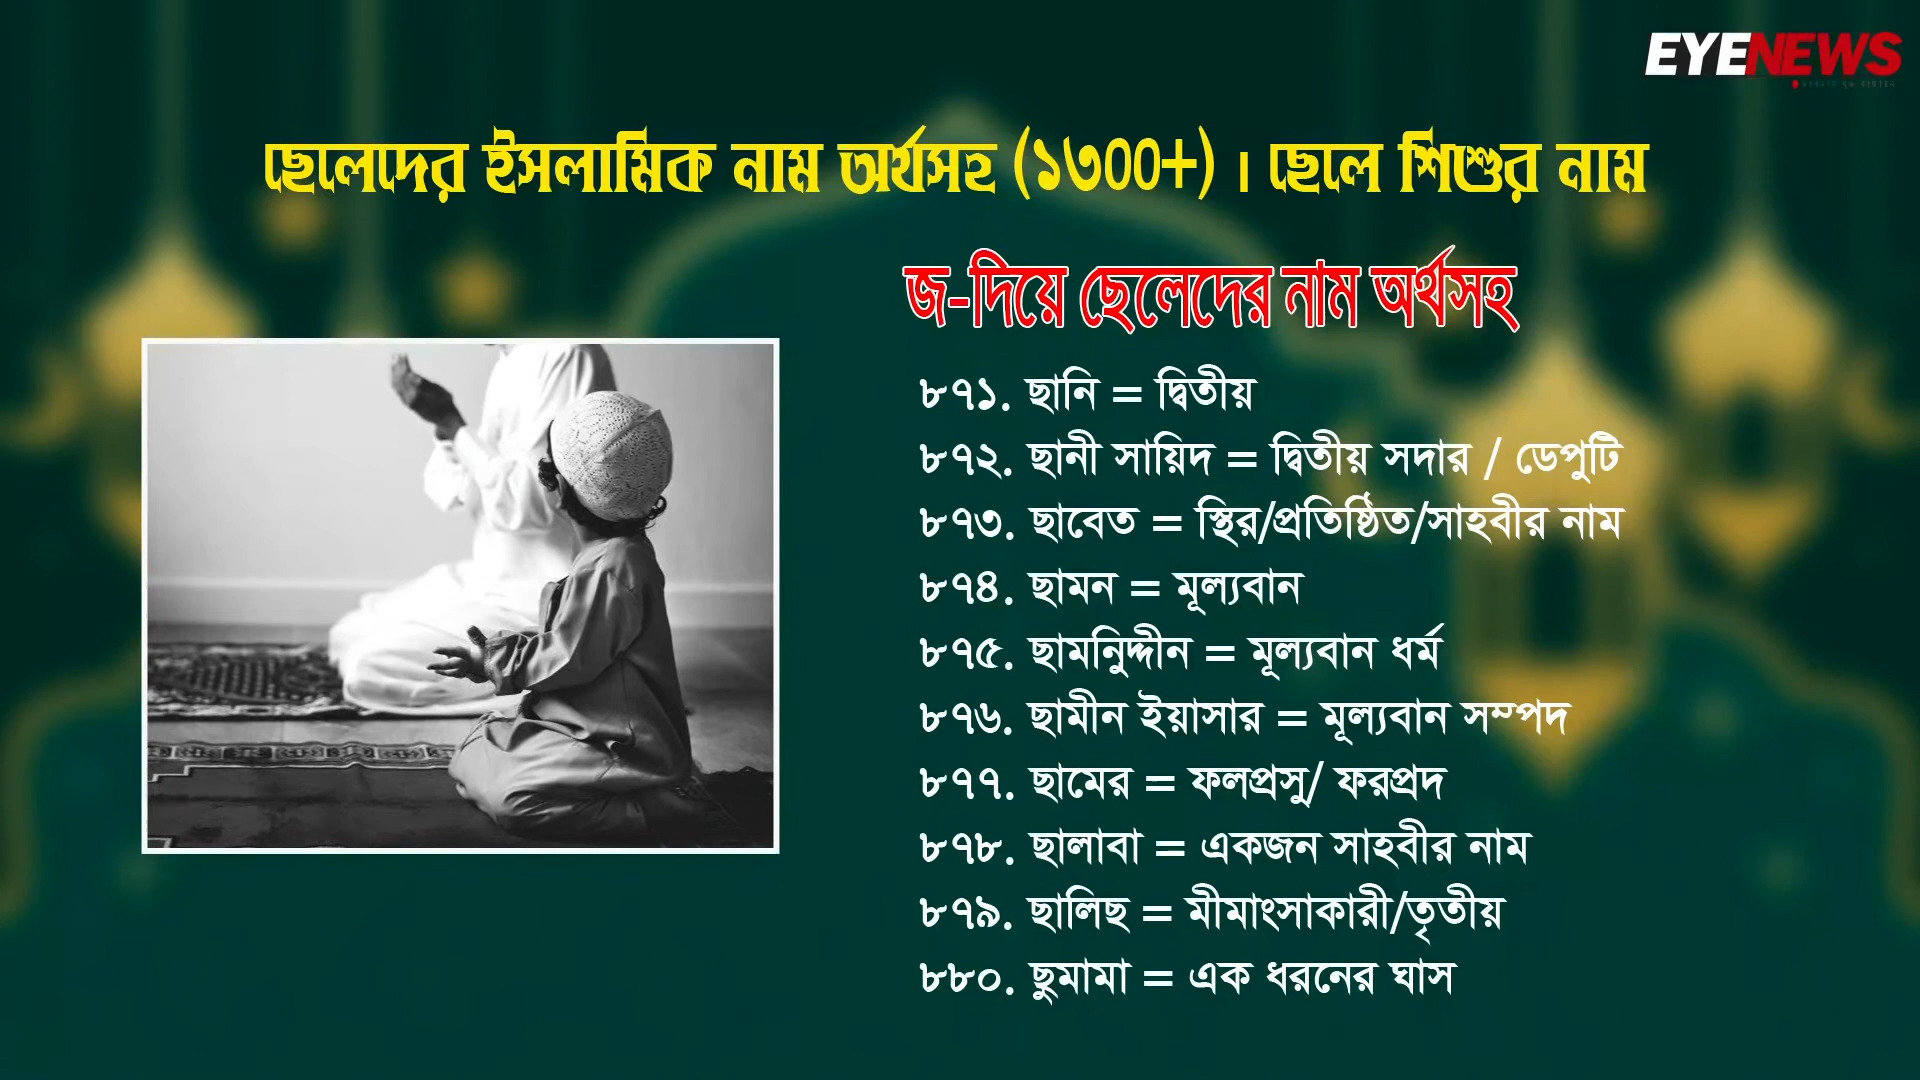 EYENEWS
ছেলেদের ইসলামিক নাম অর্থসহ (১৩০০+) । ছেলে শিশুর নাম
জ-দিয়ে ছেলেদের নাম অর্থসহ
৮৭১. ছানি = দ্বিতীয়
৮৭২. ছানী সায়িদ = দ্বিতীয় সদার / ডেপুটি
৮৭৩. ছাবেত = স্থির/প্রতিষ্ঠিত/সাহবীর নাম
৮৭৪. ছামন = মূল্যবান
৮৭৫. ছামনিুদ্দীন = মূল্যবান ধর্ম
৮৭৬. ছামীন ইয়াসার = মূল্যবান সম্পদ
৮৭৭. ছামের = ফলপ্রসু/ ফরপ্রদ
৮৭৮. ছালাবা = একজন সাহবীর নাম
৮৭৯. ছালিছ = মীমাংসাকারী/তৃতীয়
৮৮০. ছুমামা = এক ধরনের ঘাস